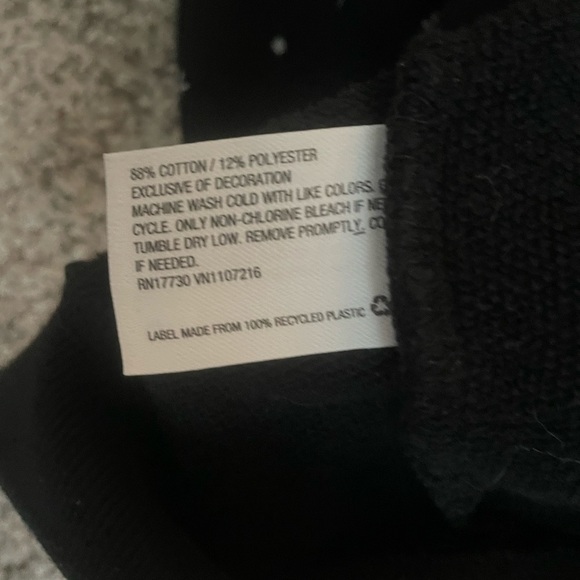 88% COTTON / 12% POLYESTER
EXCLUSIVE OF DECORATION
MACHINE WASH COLD WITH LIKE COLORS.
CYCLE. ONLY NON-CHLORINE BLEACH IF
TUMBLE DRY LOW. REMOVE PROMPTLY.
IF NEEDED.
RN17730 VN1107216
LABEL MADE FROM 100% RECYCLED PLASTIC